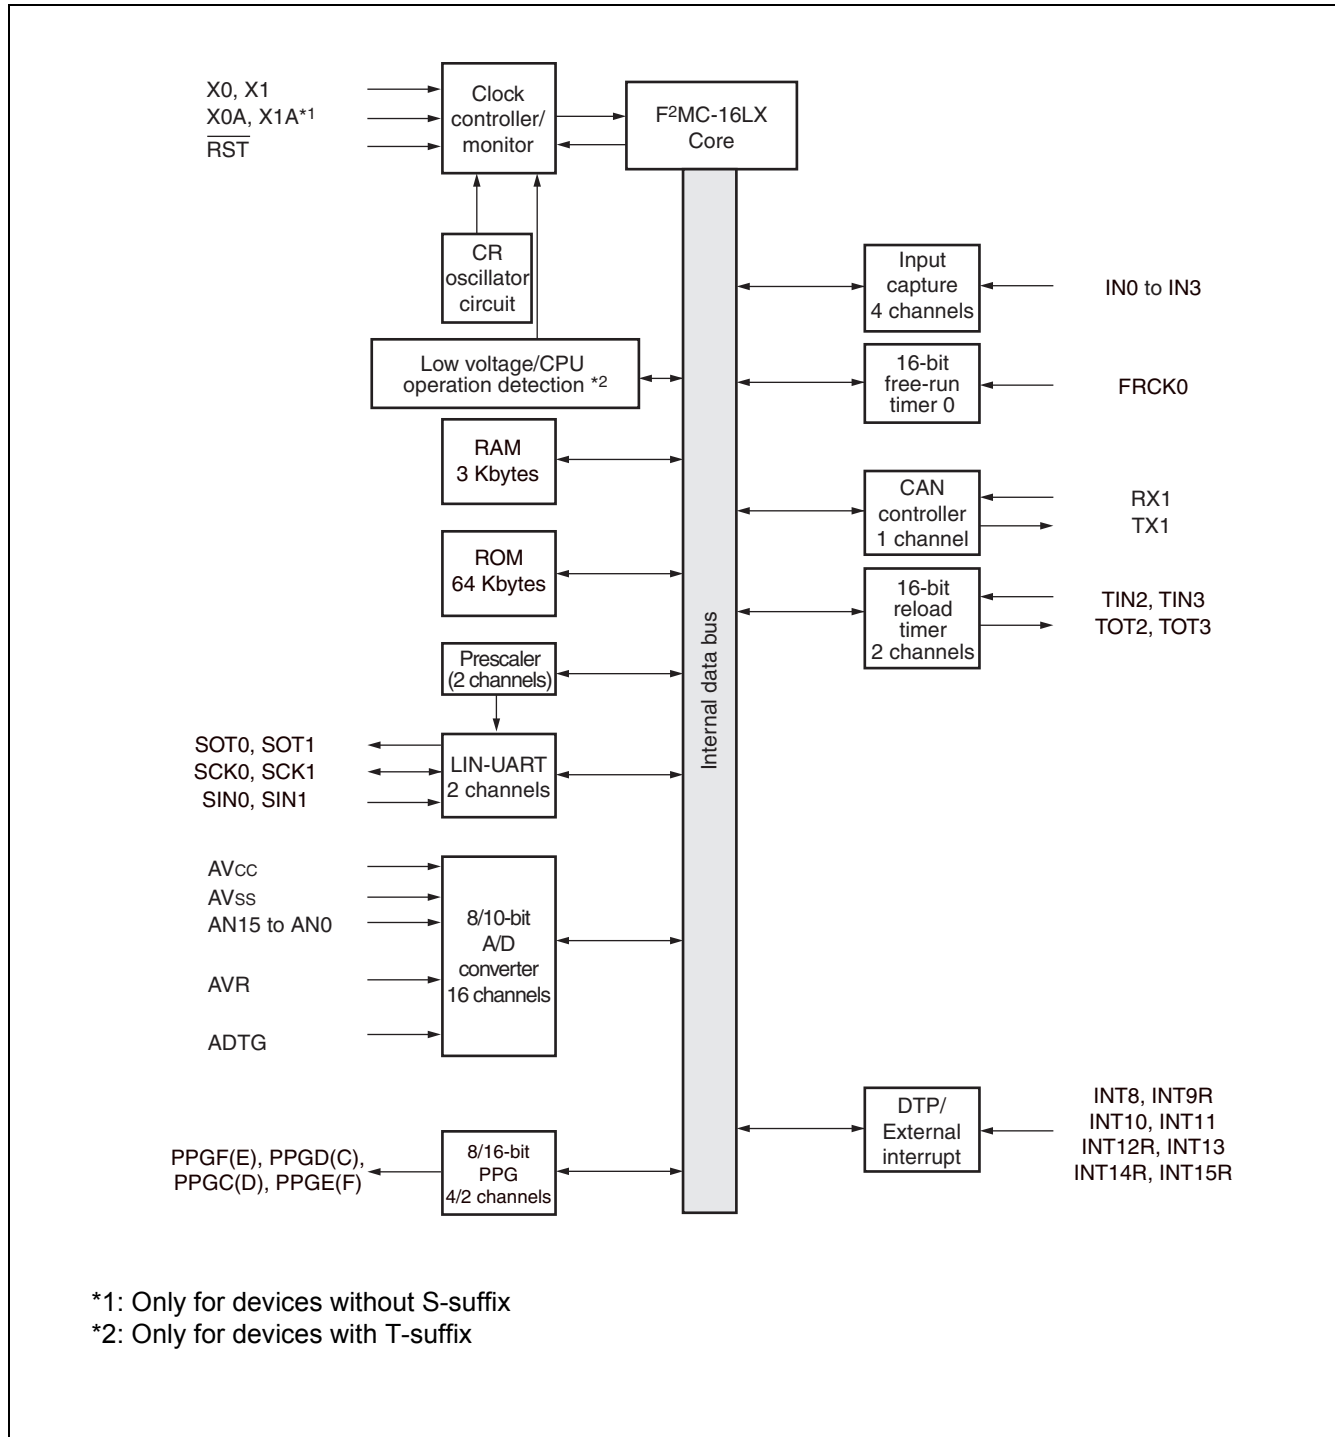 X0, X1
X0A, X1A*1
RST
Clock
controller/
monitor
F2MC-16LX
Core
CR
oscillator
circuit
Low voltage/CPU
operation detection *2
RAM
3 Kbytes
ROM
64 Kbytes
Prescaler
(2 channels)
SOT0, SOT1
SCK0, SCK1
SIN0, SIN1
LIN-UART
2 channels
AVCC
AVSS
AN15 to AN0
AVR
ADTG
8/10-bit
A/D
converter
16 channels
PPGF(E), PPGD(C),
PPGC(D), PPGE(F)
8/16-bit
PPG
4/2 channels
Internal data bus
Input
capture
4 channels
IN0 to IN3
16-bit
free-run
timer 0
FRCK0
CAN
controller
1 channel
RX1
TX1
16-bit
reload
timer
2 channels
TIN2, TIN3
TOT2, TOT3
DTP/
External
interrupt
INT8, INT9R
INT10, INT11
INT12R, INT13
INT14R, INT15R
*1: Only for devices without S-suffix
*2: Only for devices with T-suffix